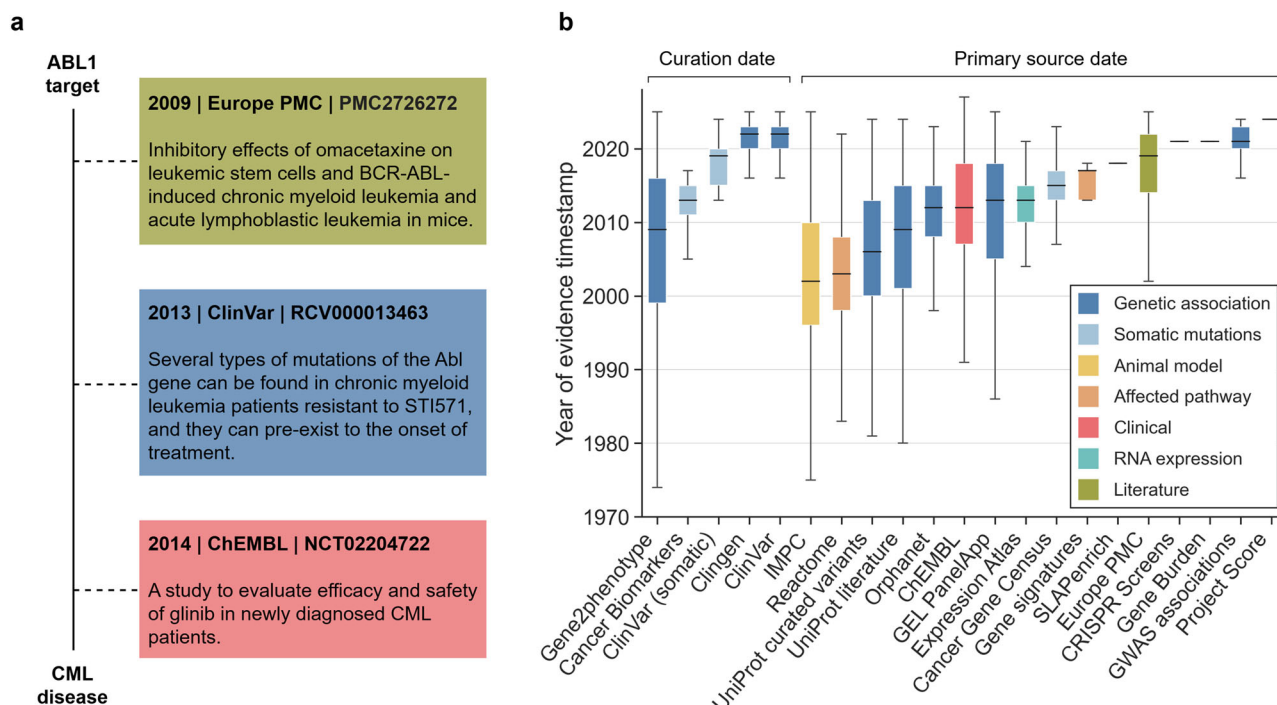 a
ABL1
target
2009 | Europe PMC | PMC2726272
Inhibitory effects of omacetaxine on
leukemic stem cells and BCR-ABL-
induced chronic myeloid leukemia and
acute lymphoblastic leukemia in mice.
2013 | ClinVar | RCV000013463
Several types of mutations of the Abl
gene can be found in chronic myeloid
leukemia patients resistant to STI571,
and they can pre-exist to the onset of
treatment.
2014 | ChEMBL | NCT02204722
A study to evaluate efficacy and safety
of glinib in newly diagnosed CML
patients.
CML
disease
b
Curation date
Primary source date
Year of evidence timestamp
2020
2010
2000
1990
1980
1970
Genetic association
Somatic mutations
Animal model
Affected pathway
Clinical
RNA expression
Literature
Gene2phenotype
Cancer Biomarkers
ClinVar (somatic)
Clingen
ClinVar
IMPC
Reactome
UniProt curated variants
UniProt literature
Orphanet
ChEMBL
GEL PanelApp
Expression Atlas
Cancer Gene Census
Gene signatures
SLAPenrich
Europe PMC
CRISPR Screens
Gene Burden
GWAS associations
Project Score